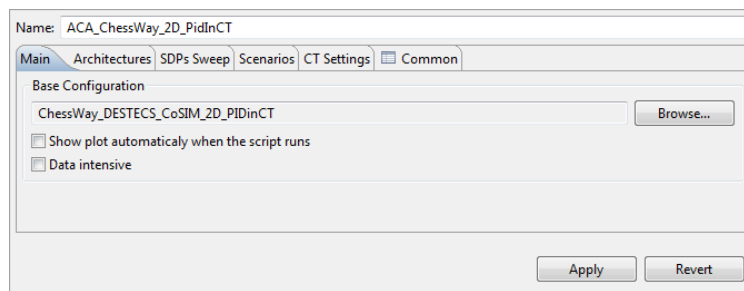 Name: ACA_ChessWay_2D_PidInCT
Main Architectures SDPs Sweep Scenarios CT Settings Common
Base Configuration
ChessWay_DESTECS_CoSIM_2D_PIDinCT Browse...
Show plot automaticaly when the script runs
Data intensive
Apply Revert